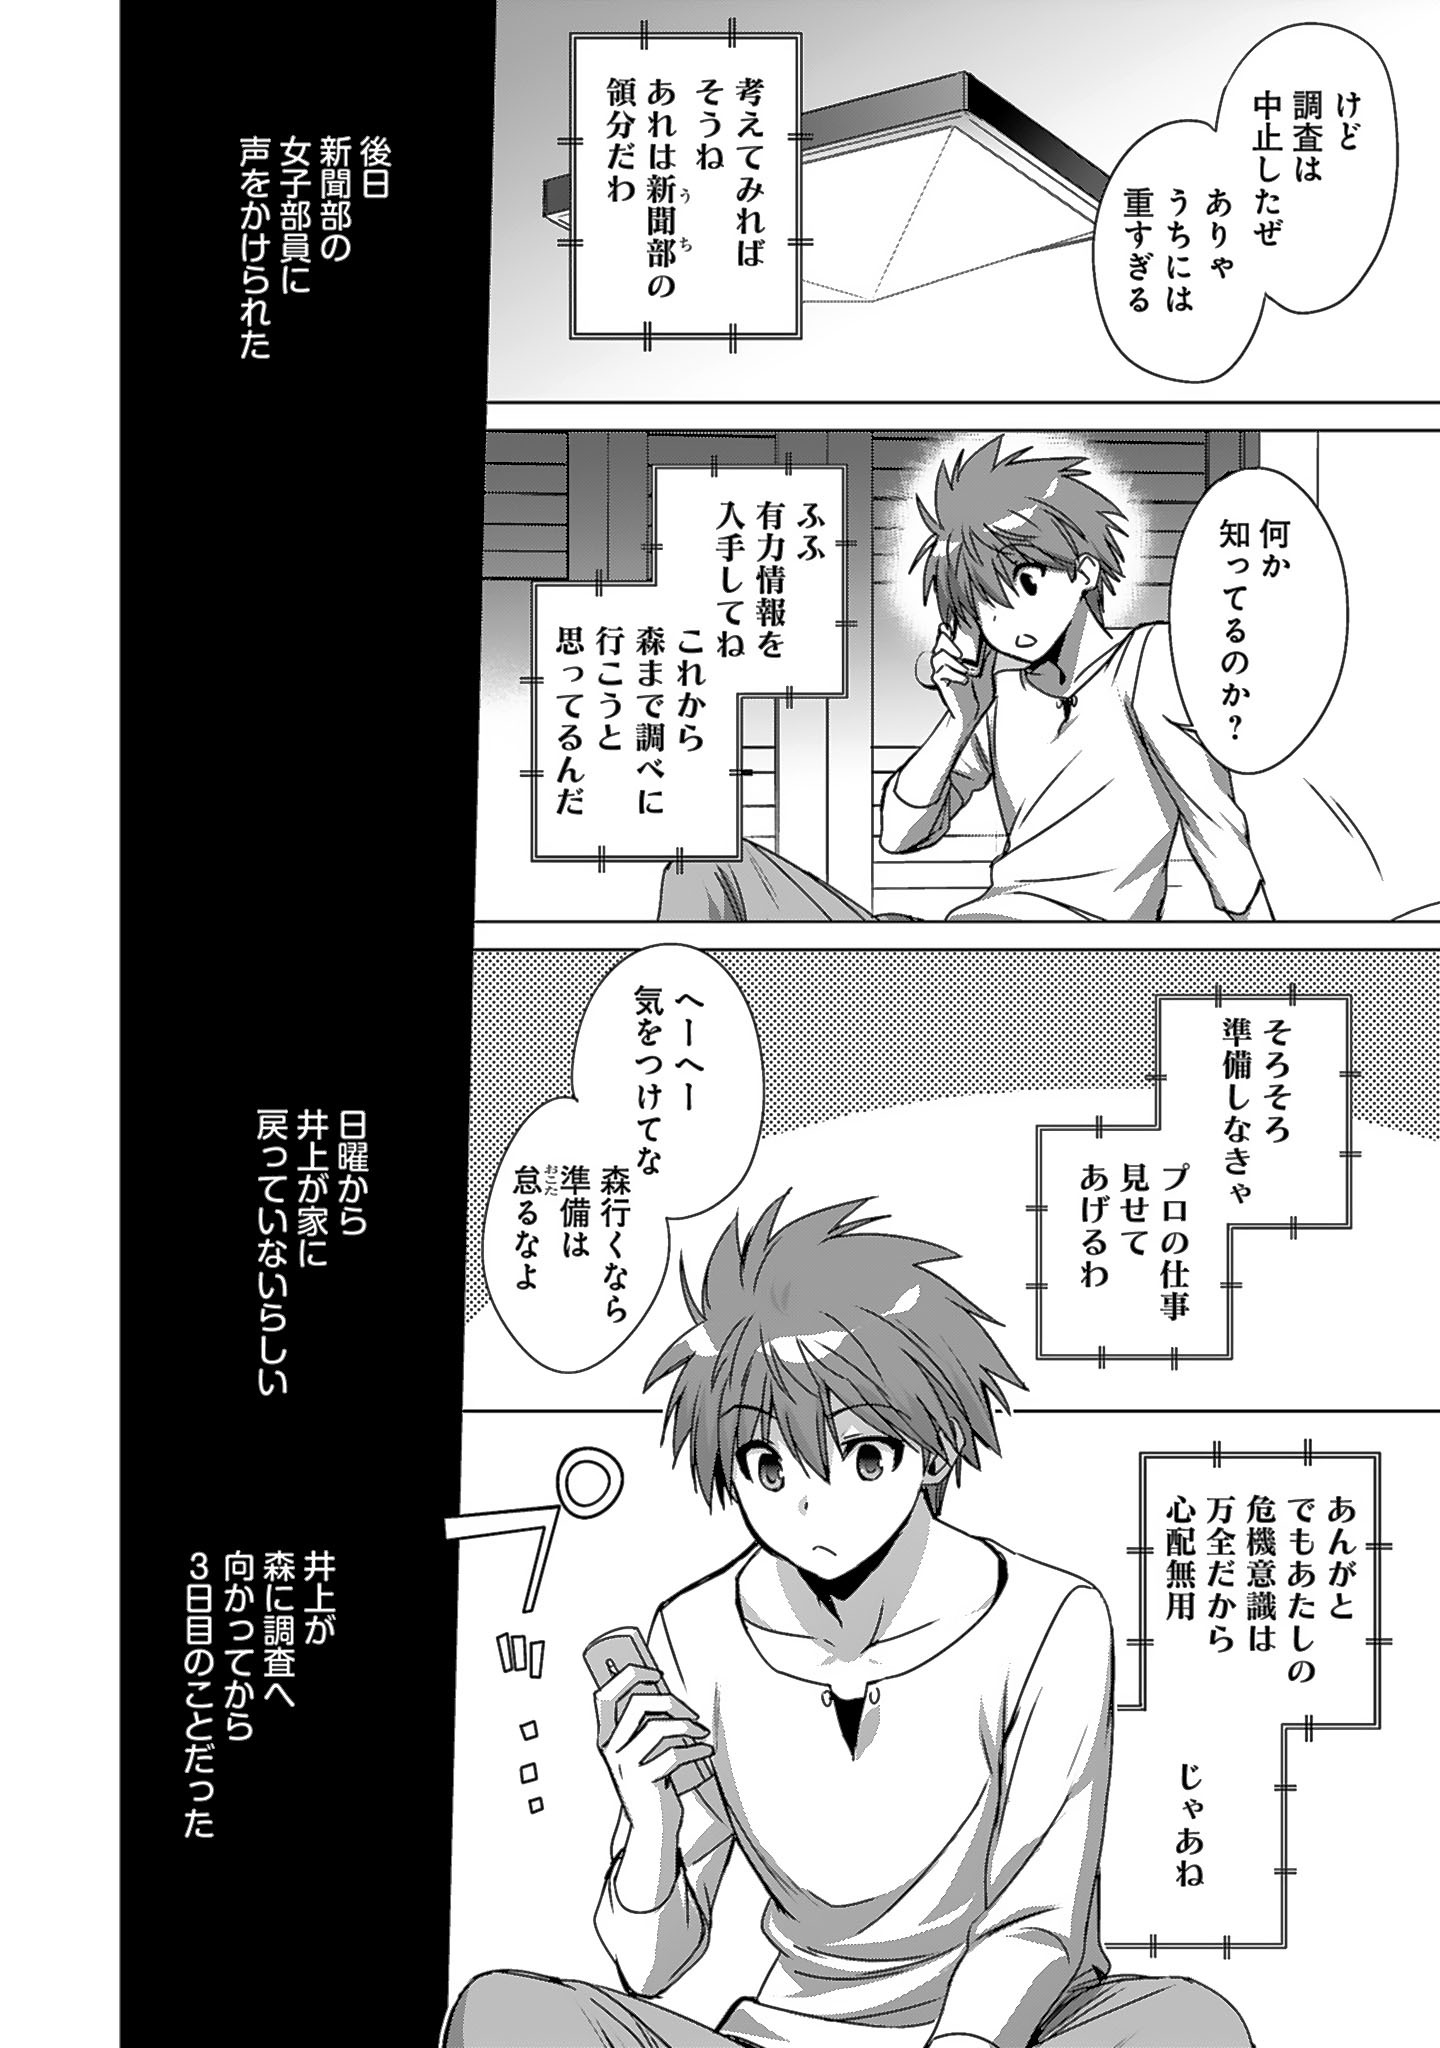 けど
調査は
中止したぜ
ありゃ
うちには
重すぎる
考えてみれば
そうね
あれは新聞部の
うち
領分だわ
何か
知ってるのか?
ふふ
有力情報を
入手してね
これから
森まで調べに
行こうと
思ってるんだ
そろそろ
準備しなきゃ
プロの仕事
見せて
あげるわ
へーへー
気をつけてな
森行くなら
準備は
怠るなよ
おこた
あんがと
でもあたしの
危機意識は
万全だから
心配無用
じゃあね
プ
ツ
後日
新聞部の
女子部員に
声をかけられた
日曜から
井上が家に
戻っていないらしい
井上が
森に調査へ
向かってから
3日目のことだった